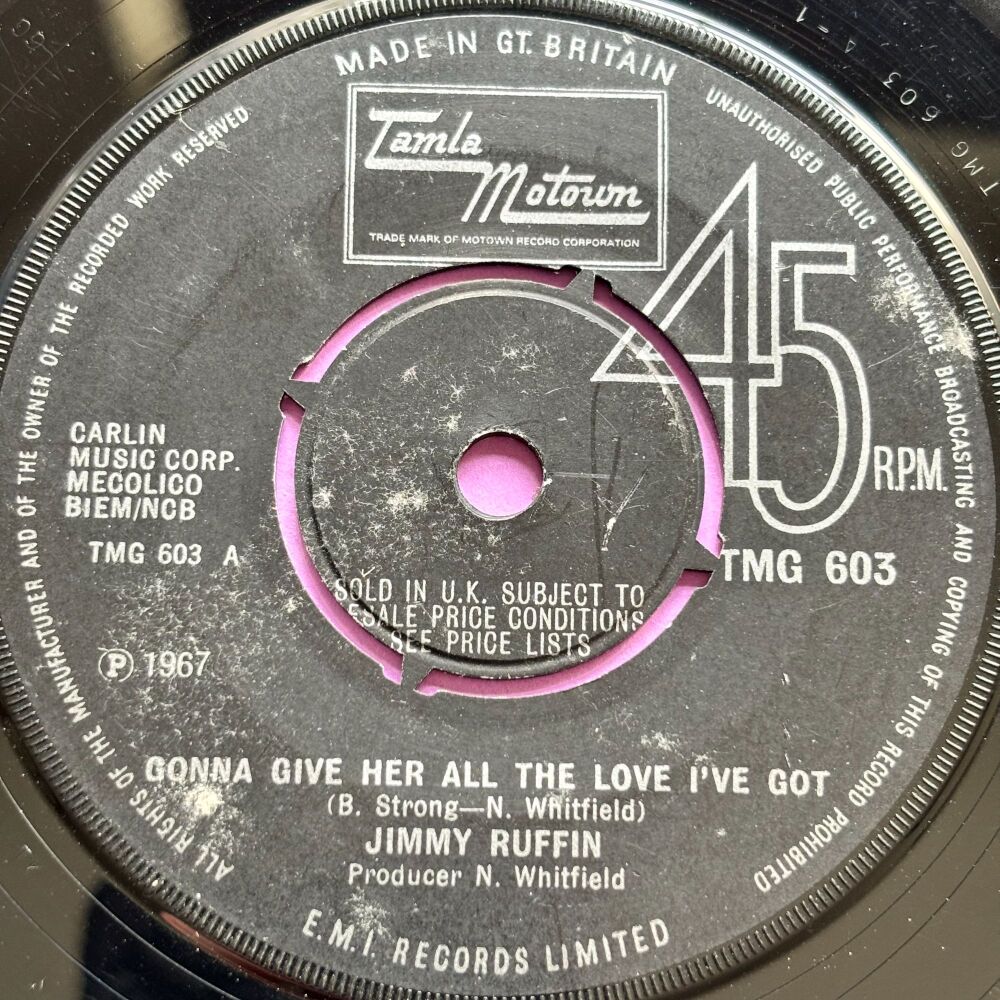 MADE IN GT. BRITAIN
Tamla
Motown
TRADE MARK OF MOTOWN RECORD CORPORATION
UNAUTHORISED PUBLIC PERFORMANCE BROADCASTING AND COPYING OF THIS RECORD PROHIBITED
ALL RIGHTS OF THE MANUFACTURER AND OF THE OWNER OF THE RECORDED WORK RESERVED
45
R.P.M.
CARLIN
MUSIC CORP.
MECOLICO
BIEM/NCB
TMG 603 A
TMG 603
SOLD IN U.K. SUBJECT TO
ESALE PRICE CONDITIONS
SEE PRICE LISTS
Ⓟ 1967
GONNA GIVE HER ALL THE LOVE I'VE GOT
(B. Strong—N. Whitfield)
JIMMY RUFFIN
Producer N. Whitfield
E.M.I. RECORDS LIMITED
TMG 603